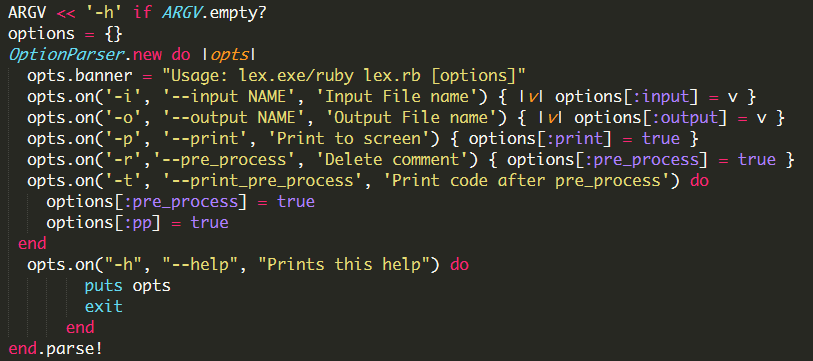 ARGV << '-h' if ARGV.empty?
options = {}
OptionParser.new do |opts|
  opts.banner = "Usage: lex.exe/ruby lex.rb [options]"
  opts.on('-i', '--input NAME', 'Input File name') { |v| options[:input] = v }
  opts.on('-o', '--output NAME', 'Output File name') { |v| options[:output] = v }
  opts.on('-p', '--print', 'Print to screen') { options[:print] = true }
  opts.on('-r','--pre_process', 'Delete comment') { options[:pre_process] = true }
  opts.on('-t', '--print_pre_process', 'Print code after pre_process') do
    options[:pre_process] = true
    options[:pp] = true
 end
  opts.on("-h", "--help", "Prints this help") do
        puts opts
        exit
      end
end.parse!